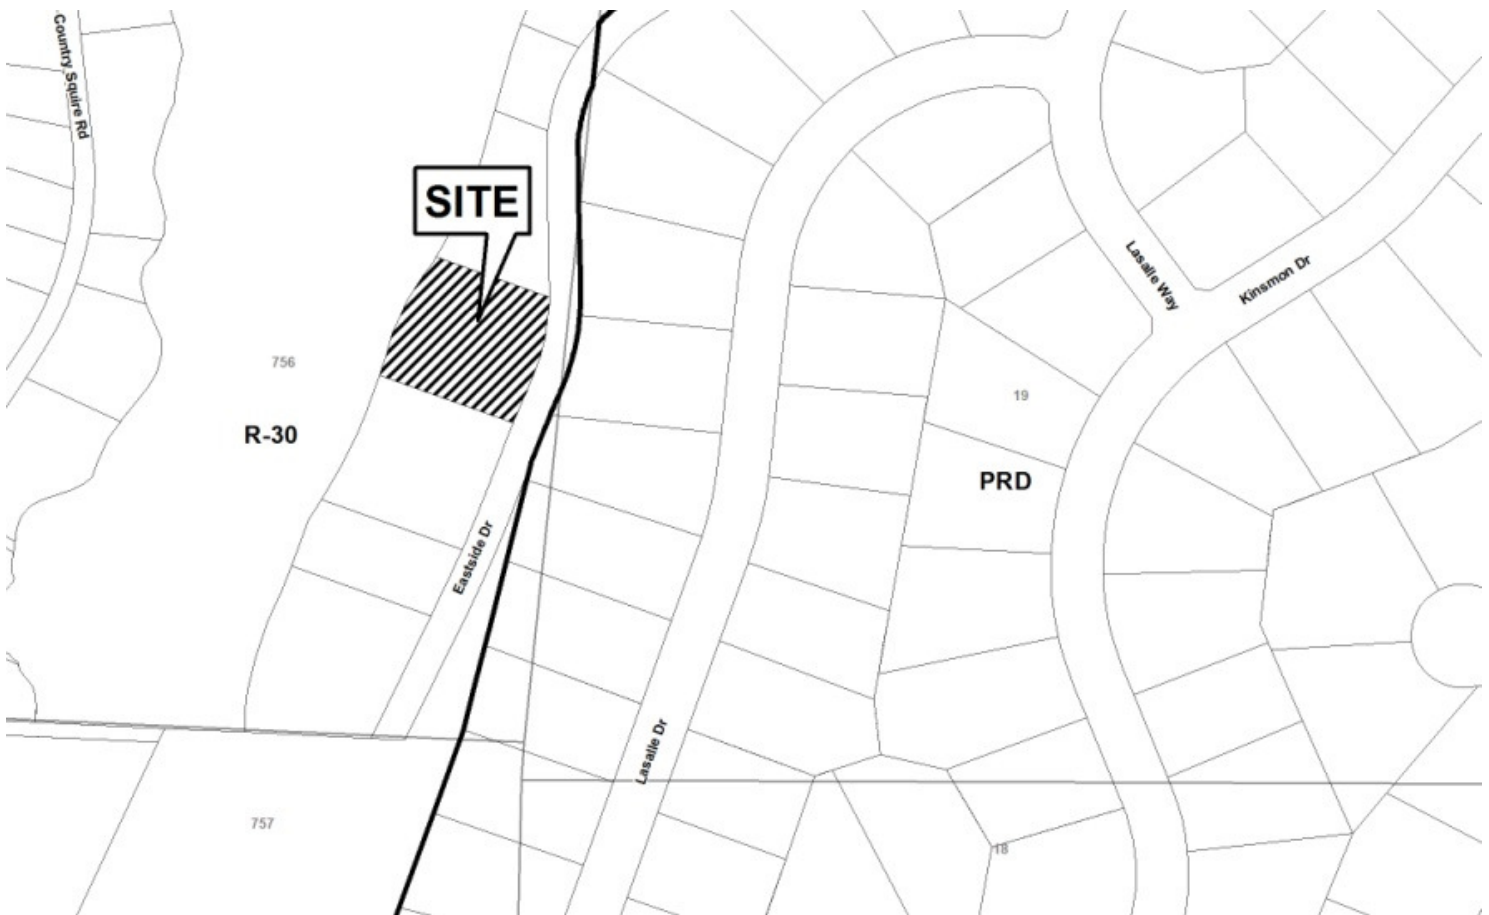 Country Squire Rd
SITE
Lasalle Way
Kinsmon Dr
756
19
R-30
PRD
Eastside Dr
Lasalle Dr
757
18